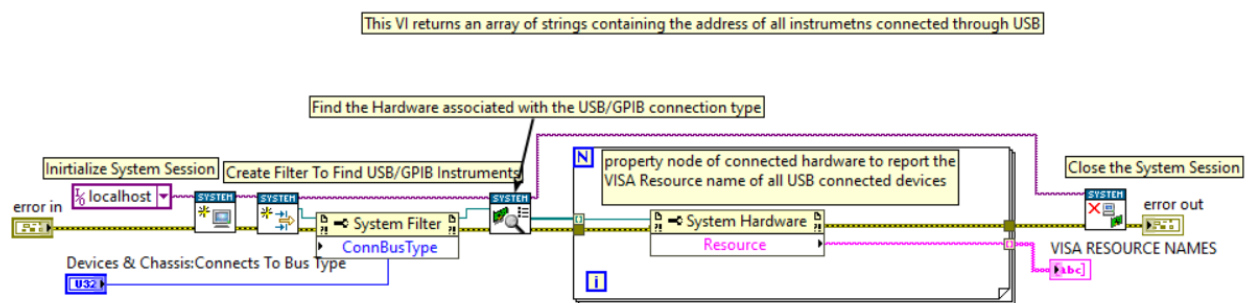 This VI returns an array of strings containing the address of all instrumetns connected through USB
Find the Hardware associated with the USB/GPIB connection type
Inirtialize System Session
Create Filter To Find USB/GPIB Instruments
N
property node of connected hardware to report the
VISA Resource name of all USB connected devices
Close the System Session
I/O localhost
SYSTEM
SYSTEM
SYSTEM
SYSTEM
error in
System Filter
ConnBusType
System Hardware
Resource
error out
VISA RESOURCE NAMES
abc
Devices & Chassis:Connects To Bus Type
U32
i